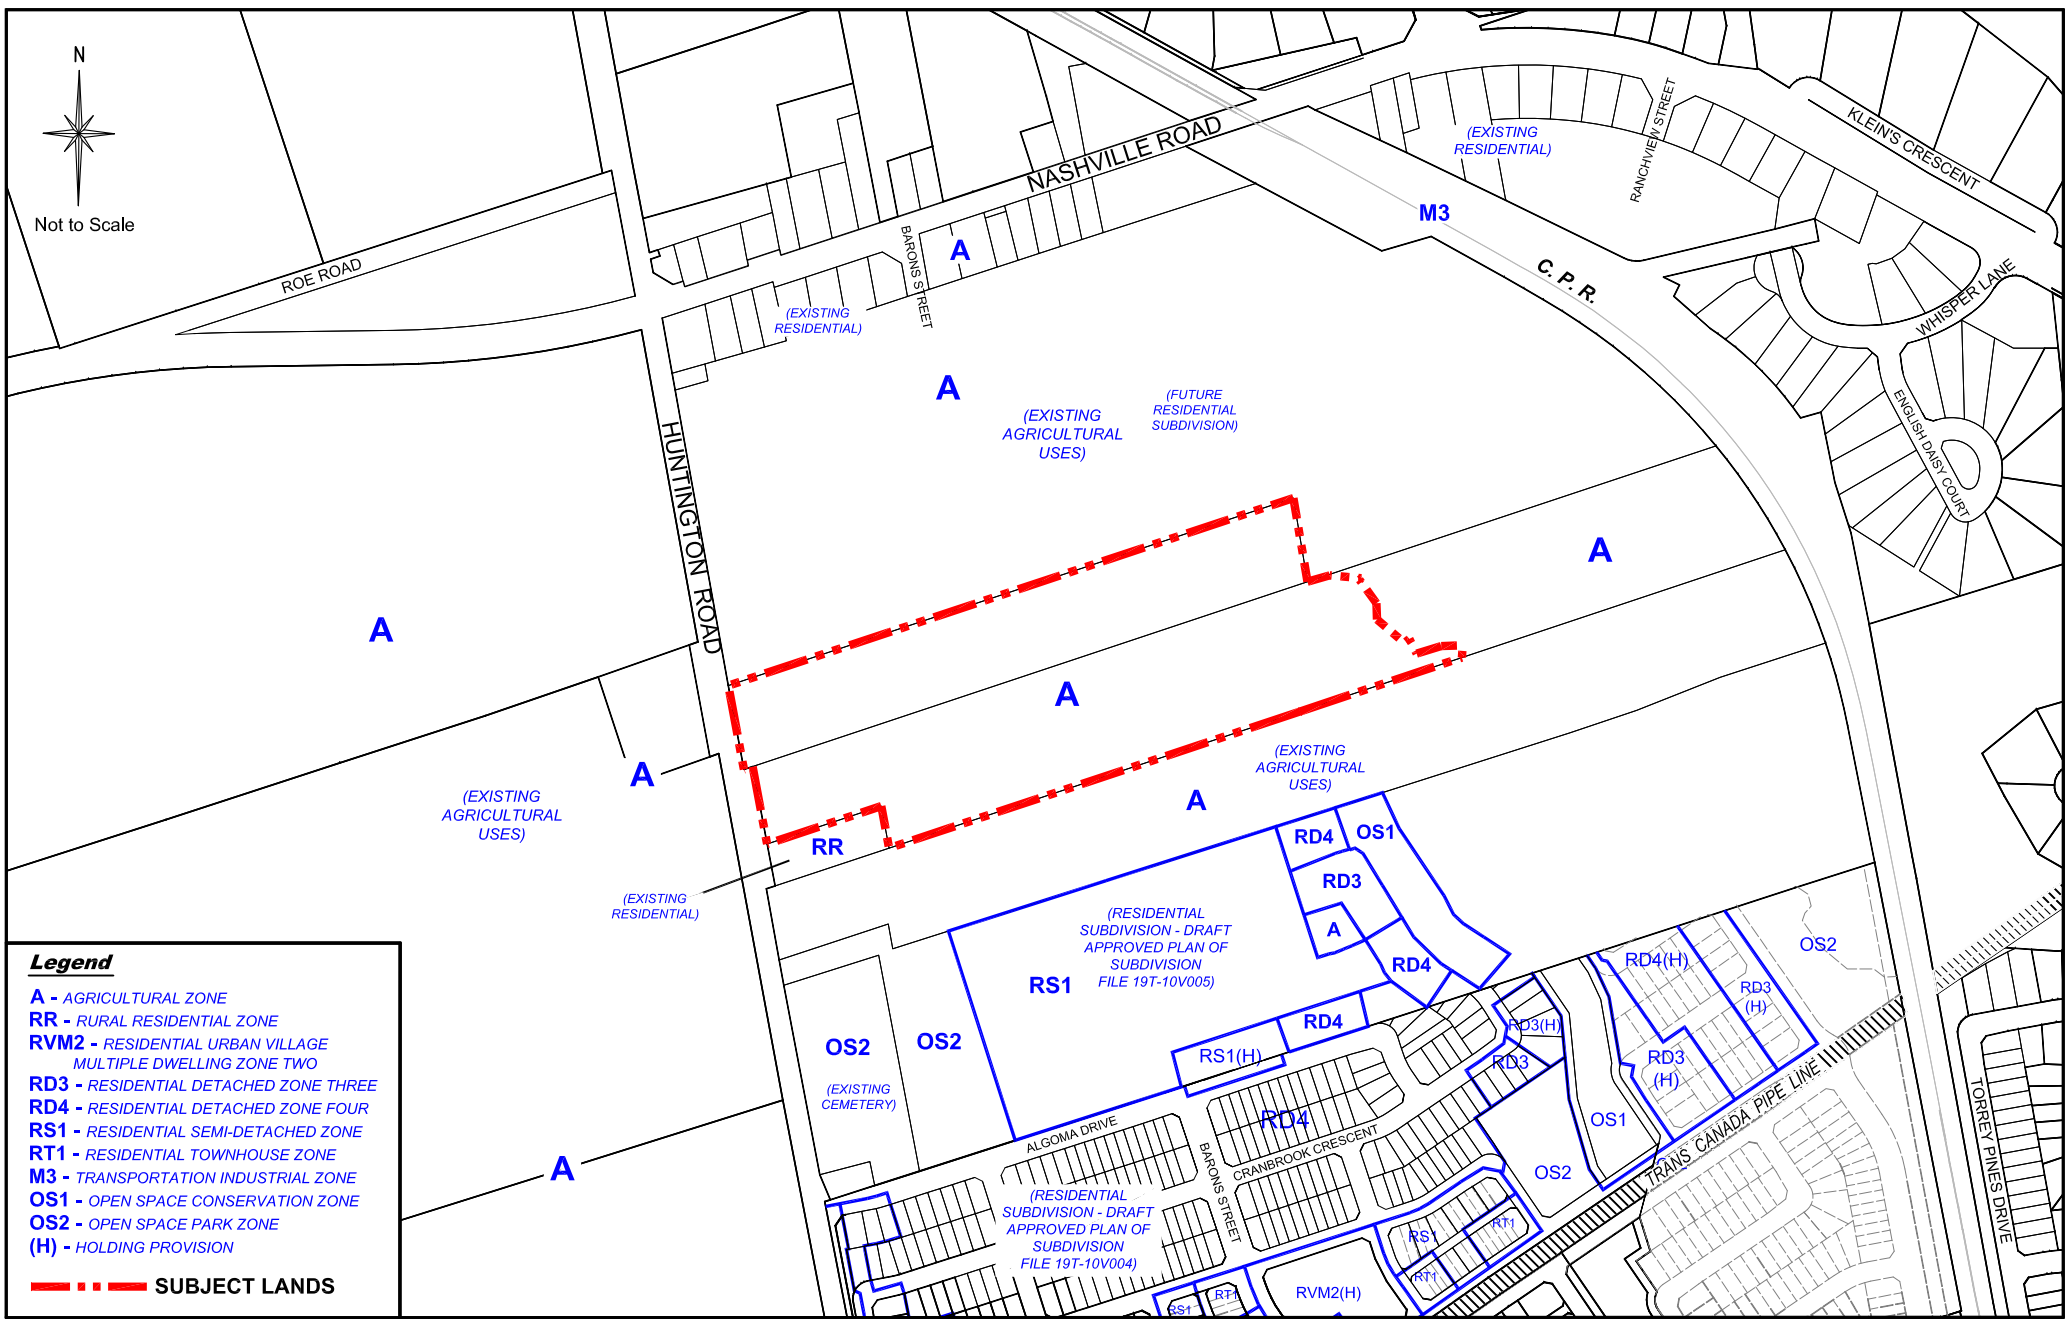 N
Not to Scale
ROE ROAD
NASHVILLE ROAD
BARONS STREET
A
(EXISTING
RESIDENTIAL)
M3
C. P. R.
(EXISTING
RESIDENTIAL)
RANCHVIEW STREET
KLEIN'S CRESCENT
WHISPER LANE
ENGLISH DAISY COURT
HUNTINGTON ROAD
A
(EXISTING
AGRICULTURAL
USES)
(FUTURE
RESIDENTIAL
SUBDIVISION)
A
A
A
A
(EXISTING
AGRICULTURAL
USES)
(EXISTING
AGRICULTURAL
USES)
A
RR
(EXISTING
RESIDENTIAL)
RD4
OS1
RD3
A
RD4
(RESIDENTIAL
SUBDIVISION - DRAFT
APPROVED PLAN OF
SUBDIVISION
FILE 19T-10V005)
RS1
OS2
OS2
(EXISTING
CEMETERY)
RD4
RS1(H)
RD3(H)
RD3
RD4(H)
RD3
(H)
RD3
(H)
OS2
OS1
OS2
TRANS CANADA PIPE LINE
TORREY PINES DRIVE
ALGOMA DRIVE
RD4
CRANBROOK CRESCENT
BARONS STREET
(RESIDENTIAL
SUBDIVISION - DRAFT
APPROVED PLAN OF
SUBDIVISION
FILE 19T-10V004)
RS1
RT1
RT1
RS1
RT1
RVM2(H)
A
Legend
A - AGRICULTURAL ZONE
RR - RURAL RESIDENTIAL ZONE
RVM2 - RESIDENTIAL URBAN VILLAGE
MULTIPLE DWELLING ZONE TWO
RD3 - RESIDENTIAL DETACHED ZONE THREE
RD4 - RESIDENTIAL DETACHED ZONE FOUR
RS1 - RESIDENTIAL SEMI-DETACHED ZONE
RT1 - RESIDENTIAL TOWNHOUSE ZONE
M3 - TRANSPORTATION INDUSTRIAL ZONE
OS1 - OPEN SPACE CONSERVATION ZONE
OS2 - OPEN SPACE PARK ZONE
(H) - HOLDING PROVISION
SUBJECT LANDS